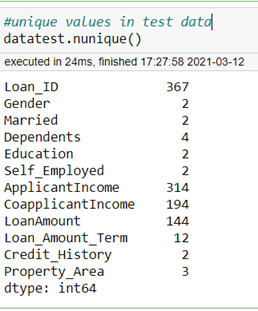 #unique values in test data
datatest.nunique()
executed in 24ms, finished 17:27:58 2021-03-12
Loan_ID 367
Gender 2
Married 2
Dependents 4
Education 2
Self_Employed 2
ApplicantIncome 314
CoapplicantIncome 194
LoanAmount 144
Loan_Amount_Term 12
Credit_History 2
Property_Area 3
dtype: int64